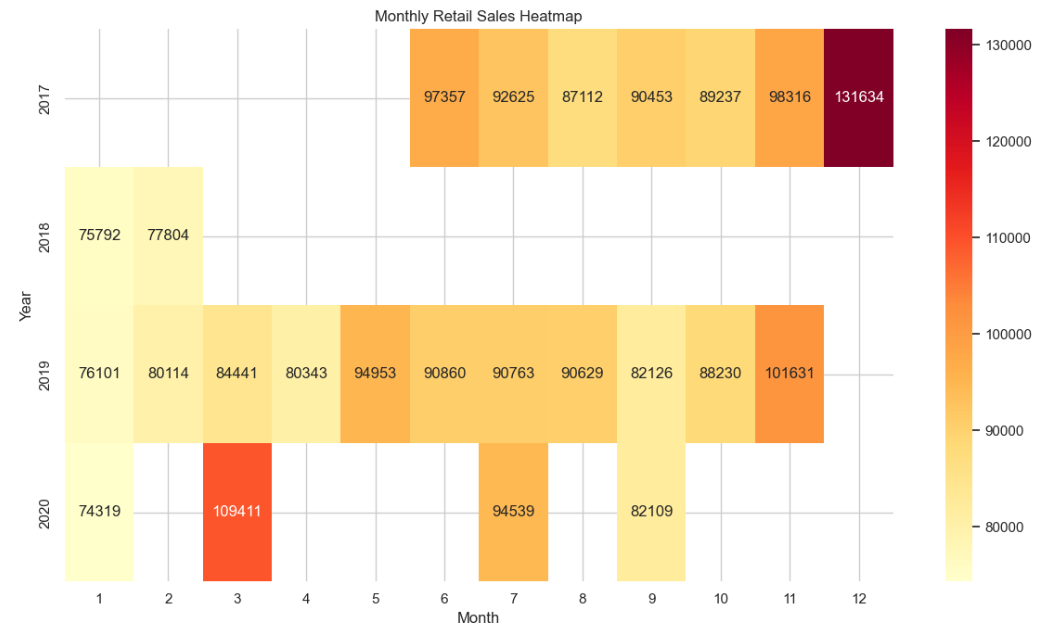 Monthly Retail Sales Heatmap
2017
97357 92625 87112 90453 89237 98316 131634
2018
75792 77804
Year
2019
76101 80114 84441 80343 94953 90860 90763 90629 82126 88230 101631
2020
74319 109411 94539 82109
1 2 3 4 5 6 7 8 9 10 11 12
Month
130000
120000
110000
100000
90000
80000